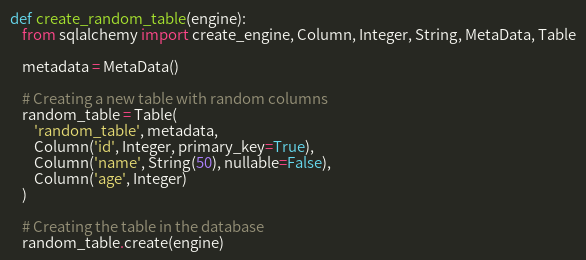 def create_random_table(engine):
    from sqlalchemy import create_engine, Column, Integer, String, MetaData, Table

    metadata = MetaData()

    # Creating a new table with random columns
    random_table = Table(
        'random_table', metadata,
        Column('id', Integer, primary_key=True),
        Column('name', String(50), nullable=False),
        Column('age', Integer)
    )

    # Creating the table in the database
    random_table.create(engine)